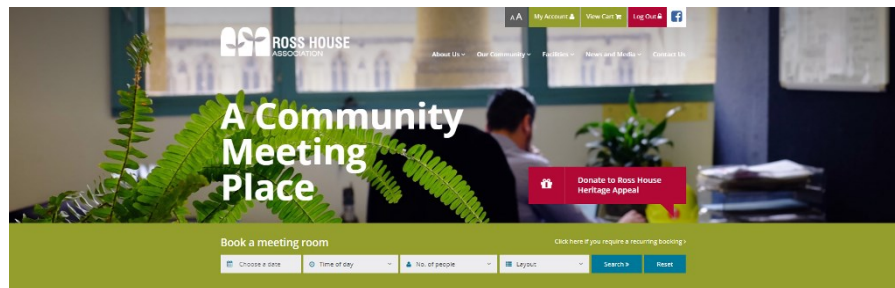 AA My Account View Cart Log Out f
ROSS HOUSE
ASSOCIATION
About Us Our Community Facilities News and Media Contact Us
A Community
Meeting
Place
Donate to Ross House
Heritage Appeal
Book a meeting room
Click here if you require a recurring booking >
Choose a date Time of day No. of people Layout Search » Reset